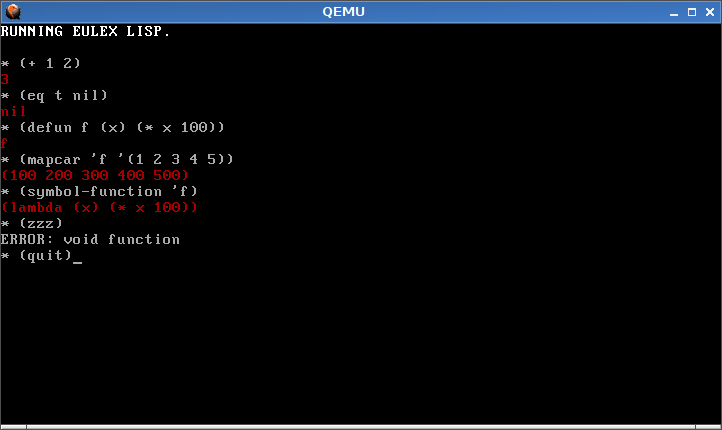 QEMU
RUNNING EULEX LISP.
* (+ 1 2)
3
* (eq t nil)
nil
* (defun f (x) (* x 100))
f
* (mapcar 'f '(1 2 3 4 5))
(100 200 300 400 500)
* (symbol-function 'f)
(lambda (x) (* x 100))
* (zzz)
ERROR: void function
* (quit)_